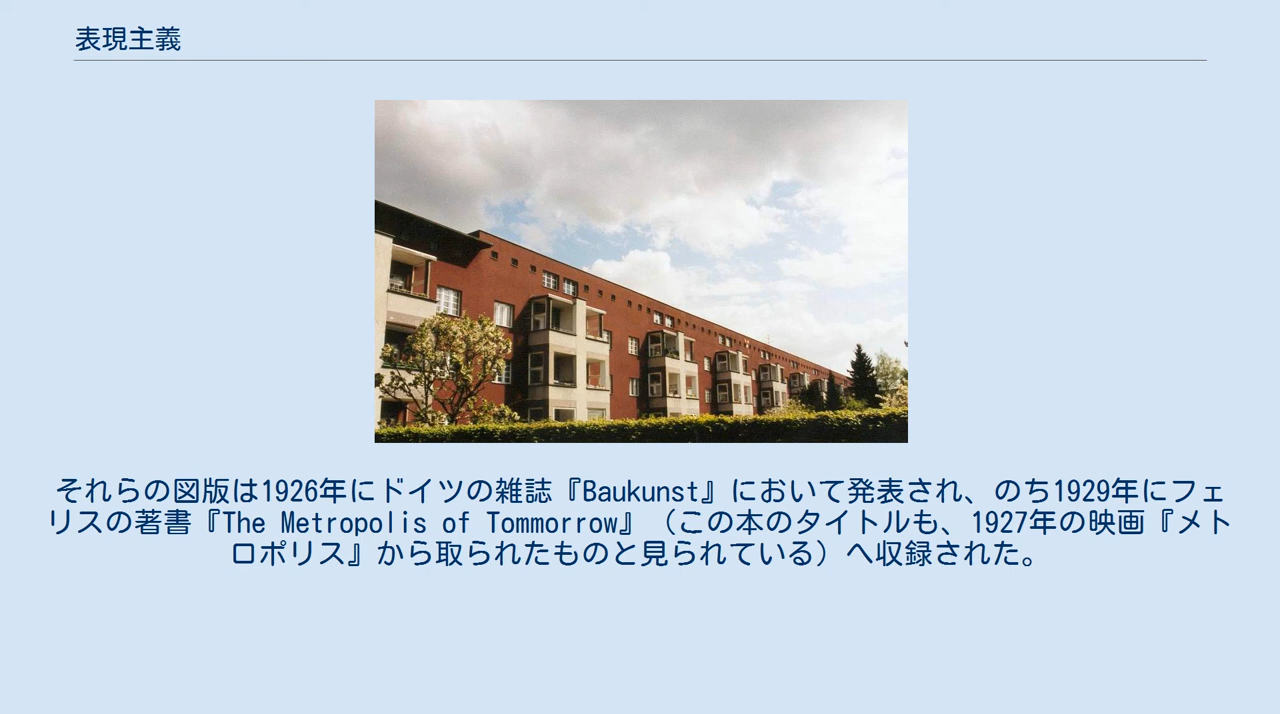 表現主義
それらの図版は1926年にドイツの雑誌『Baukunst』において発表され、のち1929年にフェ
リスの著書『The Metropolis of Tommorrow』（この本のタイトルも、1927年の映画『メト
ロポリス』から取られたものと見られている）へ収録された。